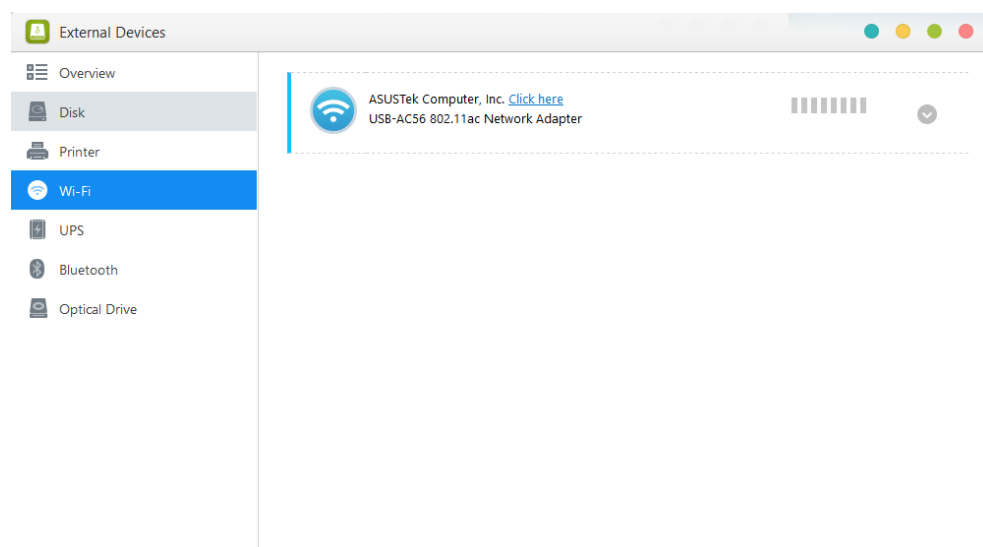 External Devices
Overview
Disk
Printer
Wi-Fi
UPS
Bluetooth
Optical Drive
ASUSTek Computer, Inc. Click here
USB-AC56 802.11ac Network Adapter